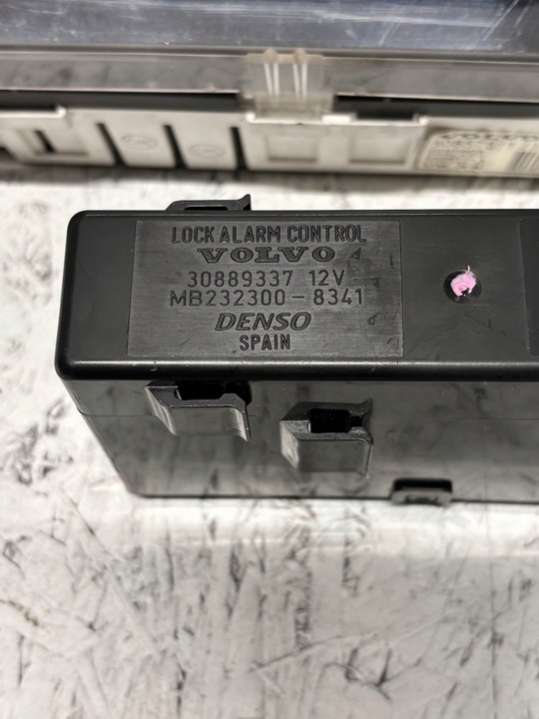 LOCK ALARM CONTROL
VOLVO
30889337 12V
MB232300-8341
DENSO
SPAIN